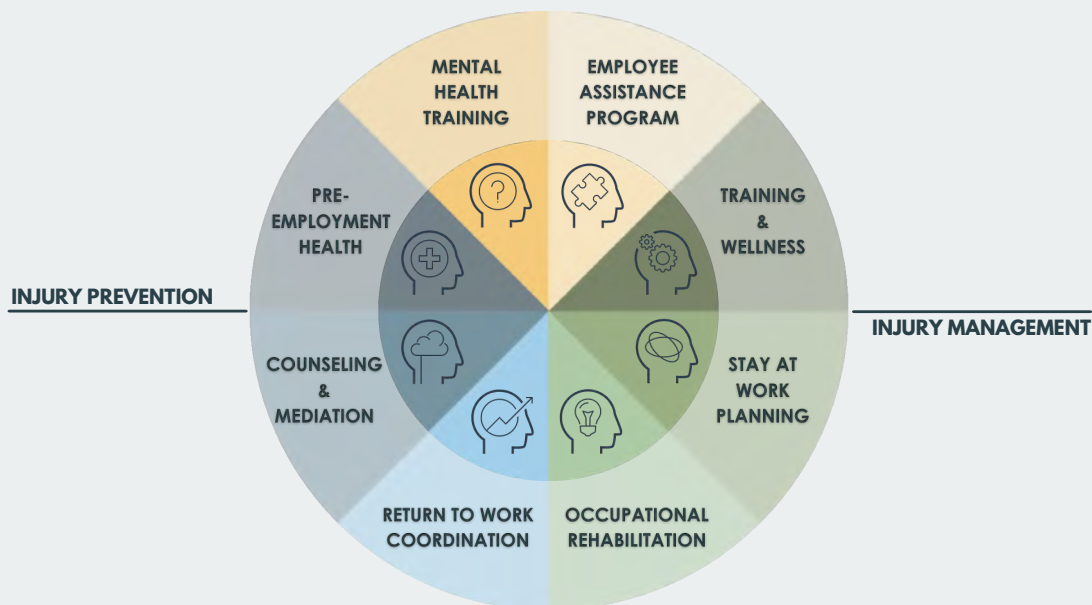 MENTAL
HEALTH
TRAINING
EMPLOYEE
ASSISTANCE
PROGRAM
PRE-
EMPLOYMENT
HEALTH
?
TRAINING
&
WELLNESS
INJURY PREVENTION
INJURY MANAGEMENT
COUNSELING
&
MEDIATION
STAY AT
WORK
PLANNING
RETURN TO WORK
COORDINATION
OCCUPATIONAL
REHABILITATION